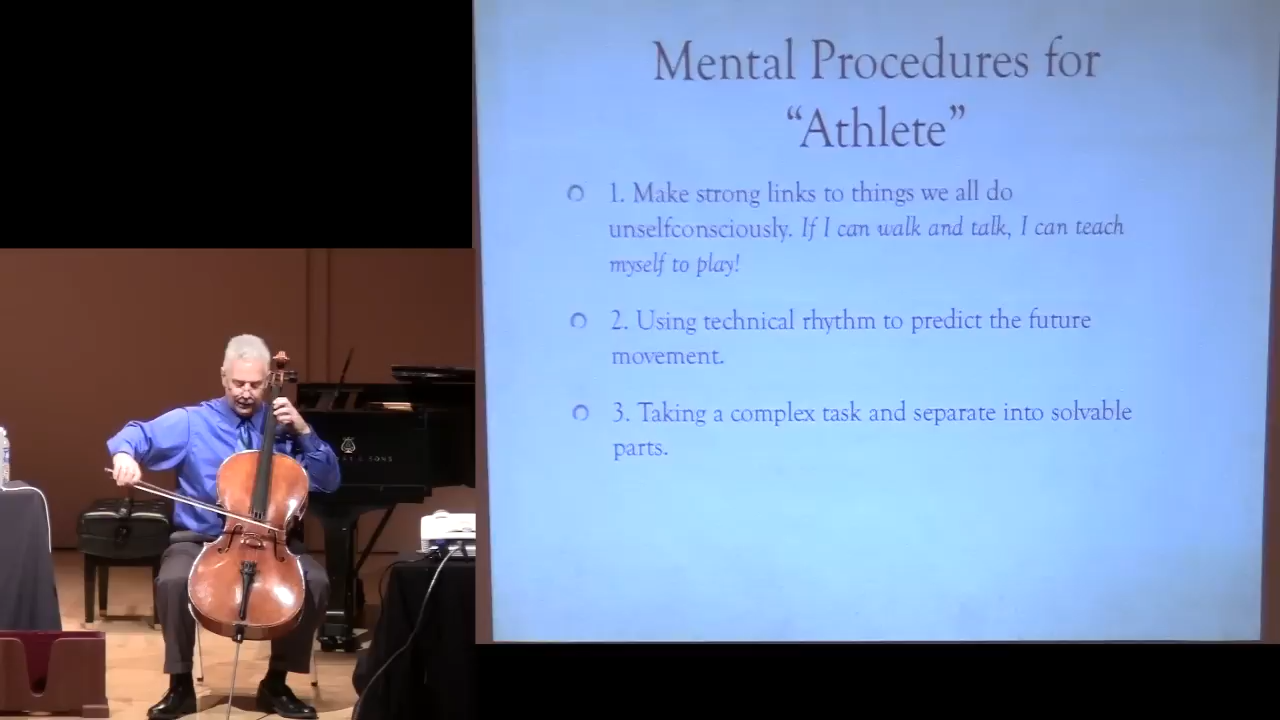 Mental Procedures for
“Athlete”
1. Make strong links to things we all do
unselfconsciously. If I can walk and talk, I can teach
myself to play!
2. Using technical rhythm to predict the future
movement.
3. Taking a complex task and separate into solvable
parts.